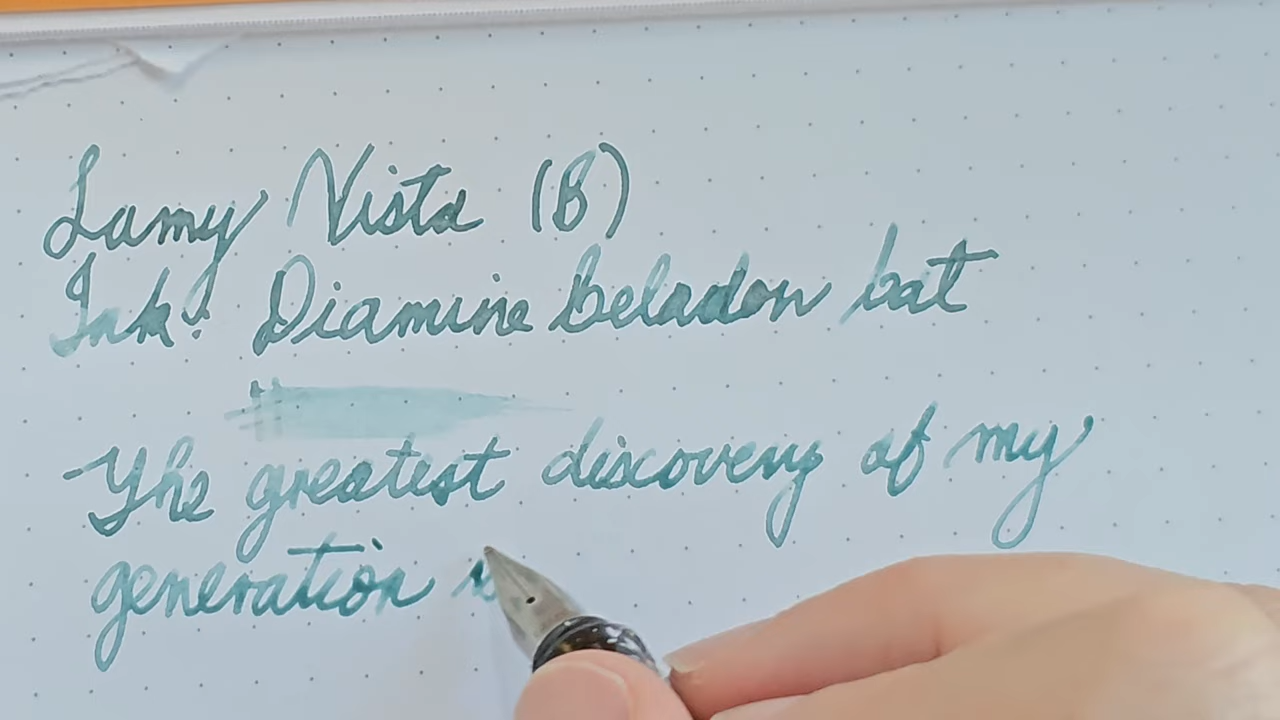 Lamy Vista (B)
Ink: Diamine Celadon Cat
The greatest discovery of my
generation